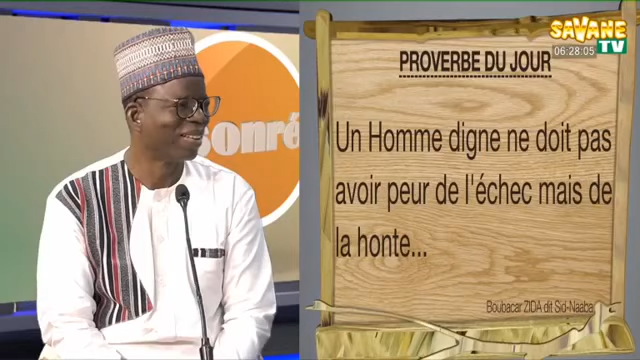 SAVANE
TV
06:28:05
PROVERBE DU JOUR
Un Homme digne ne doit pas
avoir peur de l'échec mais de
la honte...
Boubacar ZIDA dit Sid-Naaba
sonré